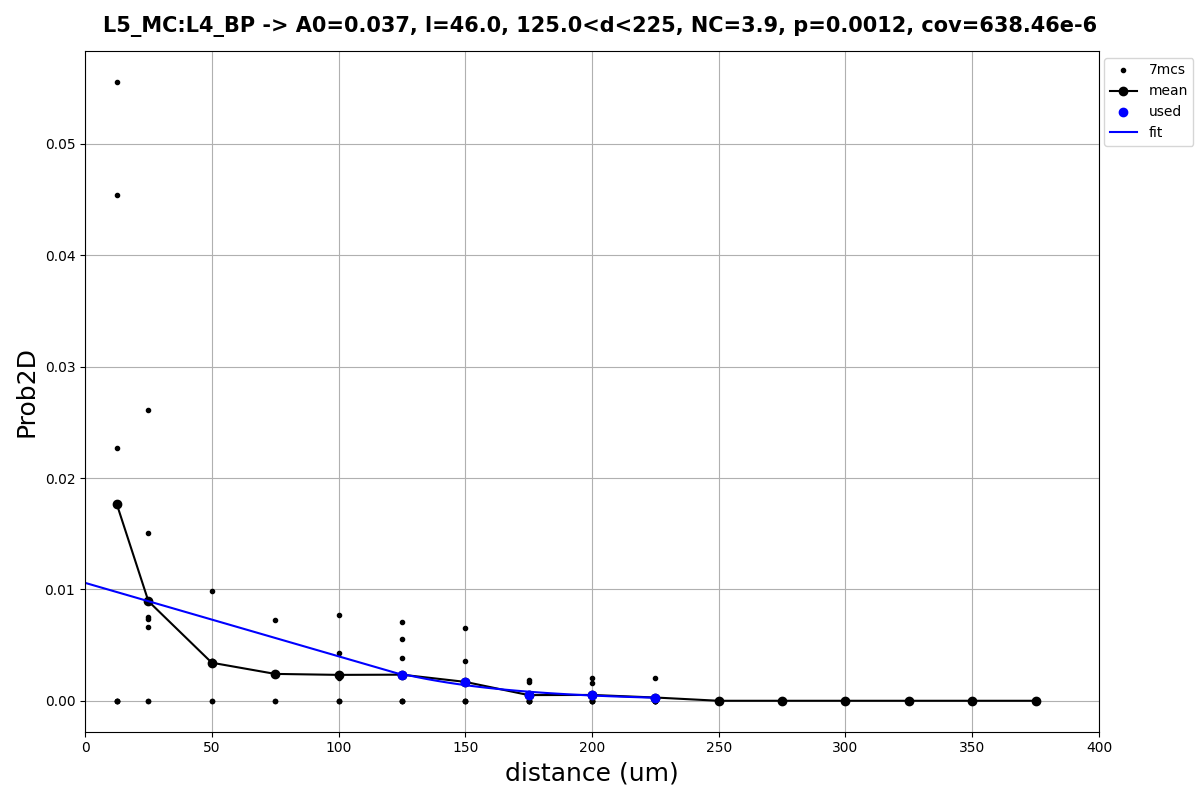 L5_MC:L4_BP -> A0=0.037, l=46.0, 125.0<d<225, NC=3.9, p=0.0012, cov=638.46e-6
7mcs
mean
used
fit
0.05
0.04
0.03
0.02
0.01
0.00
Prob2D
0 50 100 150 200 250 300 350 400
distance (um)